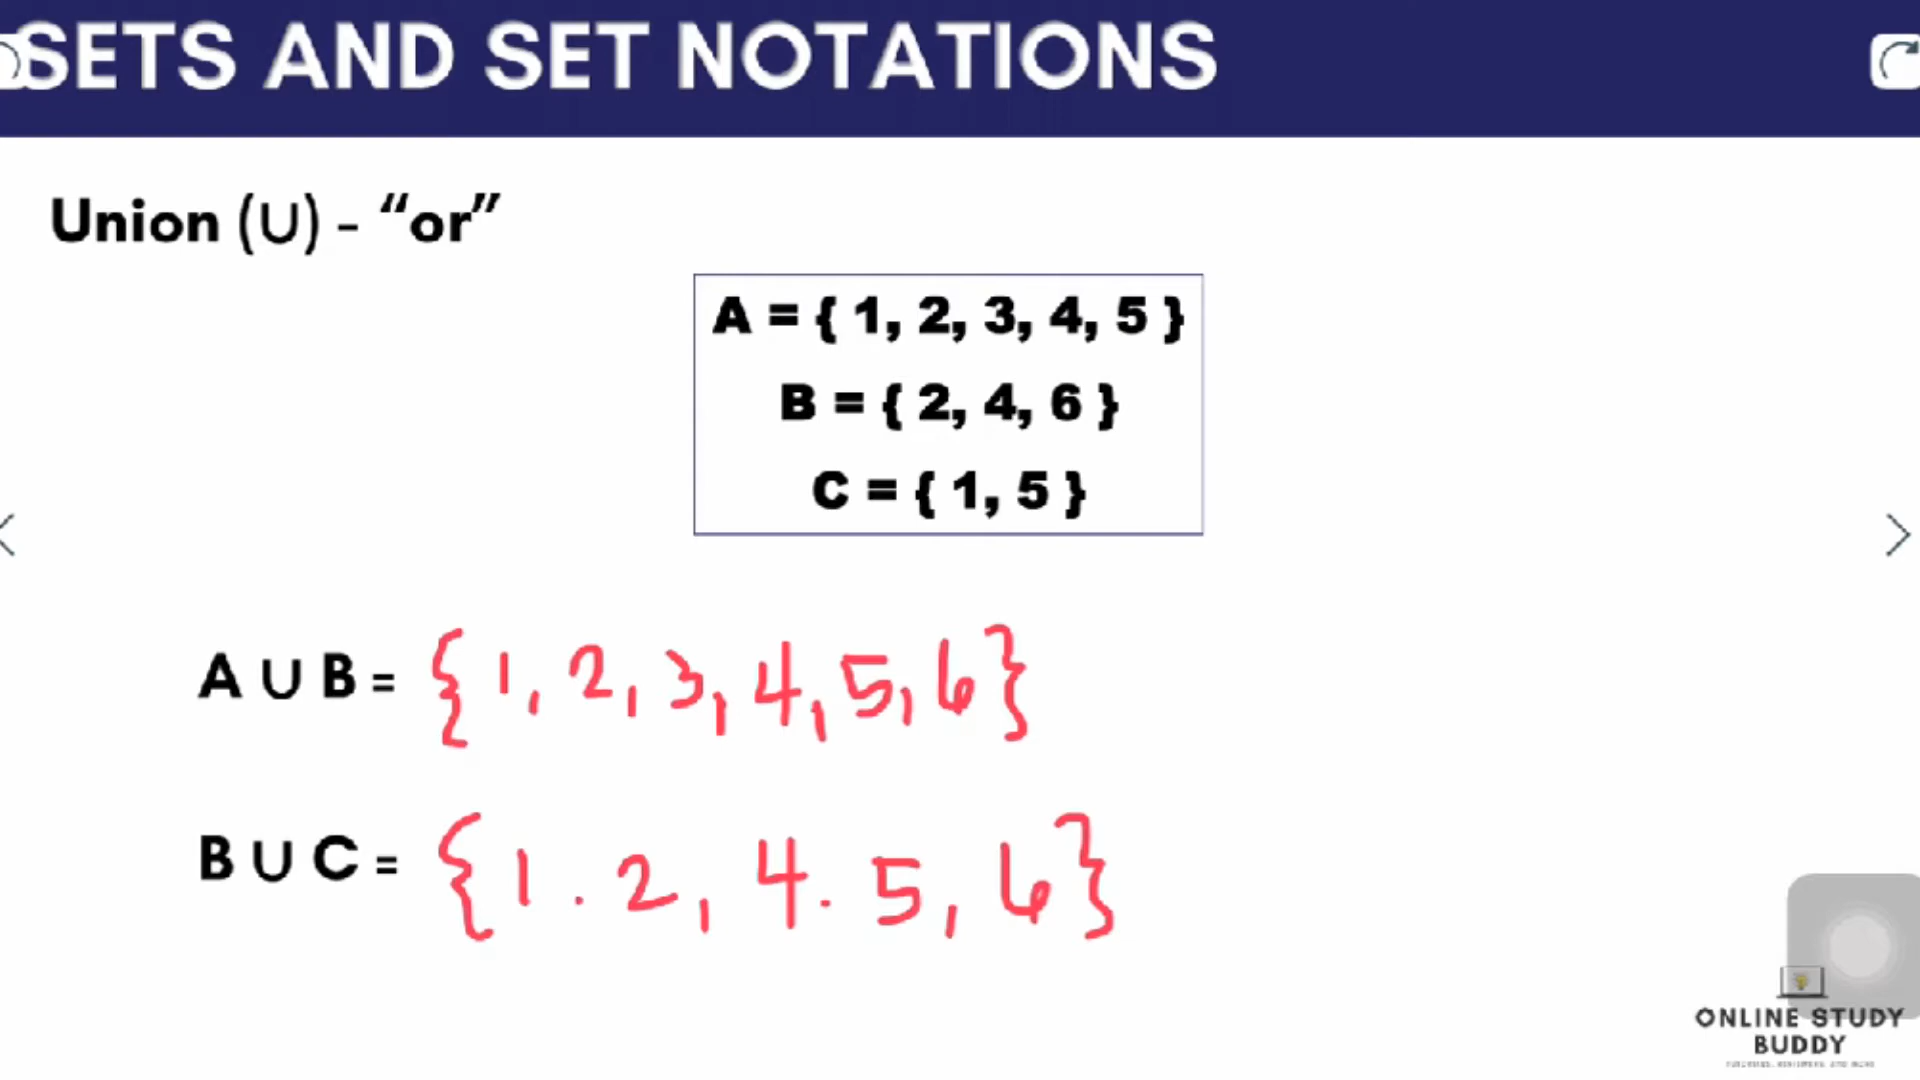 SETS AND SET NOTATIONS
Union (∪) - “or”
A = { 1, 2, 3, 4, 5 }
B = { 2, 4, 6 }
C = { 1, 5 }
A ∪ B = { 1, 2, 3, 4, 5, 6 }
B ∪ C = { 1 . 2, 4 . 5, 6 }
ONLINE STUDY
BUDDY